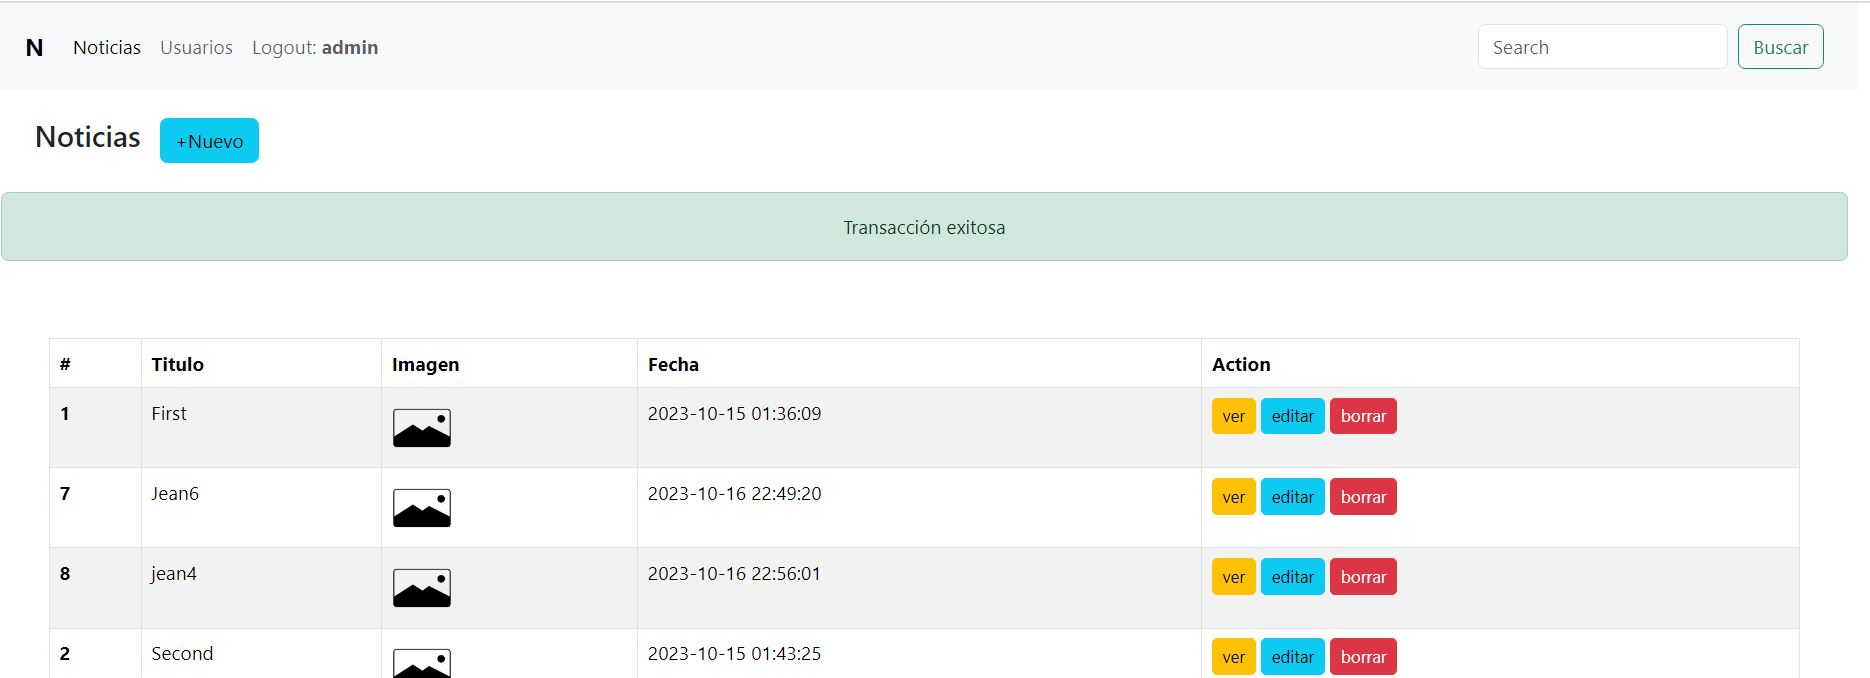 N Noticias Usuarios Logout: admin Search Buscar
Noticias +Nuevo
Transacción exitosa
# Titulo Imagen Fecha Action
1 First 2023-10-15 01:36:09 ver editar borrar
7 Jean6 2023-10-16 22:49:20 ver editar borrar
8 jean4 2023-10-16 22:56:01 ver editar borrar
2 Second 2023-10-15 01:43:25 ver editar borrar